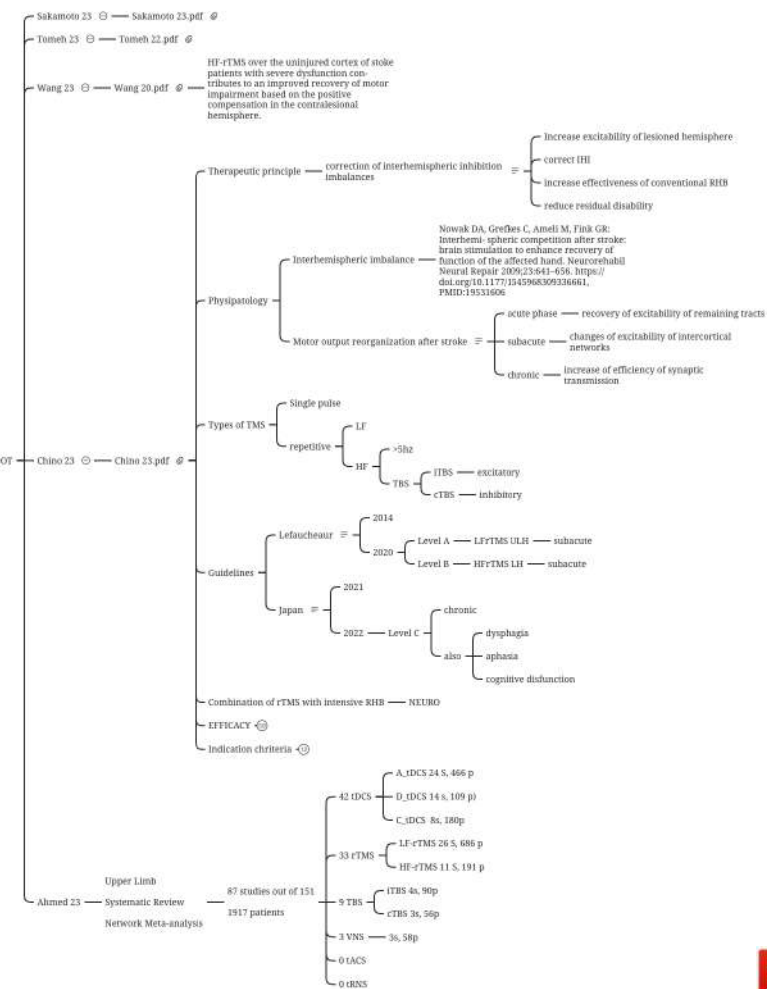 Sakamoto 23 — Sakamoto 23.pdf
Tomeh 23 — Tomeh 22.pdf
Wang 23 — Wang 20.pdf
HF-rTMS over the uninjured cortex of stoke
patients with severe dysfunction con-
tributes to an improved recovery of motor
impairment based on the positive
compensation in the contralesional
hemisphere.
OT
Chino 23 — Chino 23.pdf
Therapeutic principle
correction of interhemispheric inhibition
imbalances
Increase excitability of lesioned hemisphere
correct IHI
increase effectiveness of conventional RHB
reduce residual disability
Physipatology
Interhemispheric imbalance
Nowak DA, Grefkes C, Ameli M, Fink GR:
Interhemi- spheric competition after stroke:
brain stimulation to enhance recovery of
function of the affected hand. Neurorehabil
Neural Repair 2009;23:641–656. https://
doi.org/10.1177/1545968309336661,
PMID:19531606
Motor output reorganization after stroke
acute phase — recovery of excitability of remaining tracts
subacute
changes of excitability of intercortical
networks
chronic
increase of efficiency of synaptic
transmission
Types of TMS
Single pulse
repetitive
LF
HF
>5hz
TBS
iTBS — excitatory
cTBS — inhibitory
Guidelines
Lefaucheaur
2014
2020
Level A — LFrTMS ULH — subacute
Level B — HFrTMS LH — subacute
Japan
2021
2022 — Level C
chronic
also
dysphagia
aphasia
cognitive disfunction
Combination of rTMS with intensive RHB — NEURO
EFFICACY
Indication chriteria
Ahmed 23
Upper Limb
Systematic Review
Network Meta-analysis
87 studies out of 151
1917 patients
42 tDCS
A_tDCS 24 S, 466 p
D_tDCS 14 s, 109 p)
C_tDCS 8s, 180p
33 rTMS
LF-rTMS 26 S, 686 p
HF-rTMS 11 S, 191 p
9 TBS
iTBS 4s, 90p
cTBS 3s, 56p
3 VNS — 3s, 58p
0 tACS
0 tRNS